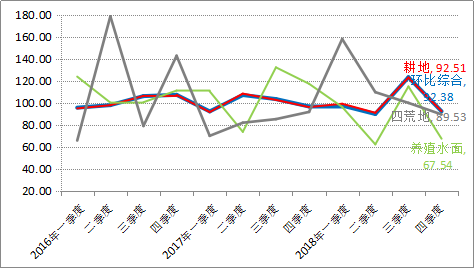 180.00
160.00
140.00
120.00
100.00
80.00
60.00
40.00
20.00
耕地, 92.51
环比综合,
92.38
四荒地, 89.53
养殖水面,
67.54
2016年一季度
二季度
三季度
四季度
2017年一季度
二季度
三季度
四季度
2018年一季度
二季度
三季度
四季度